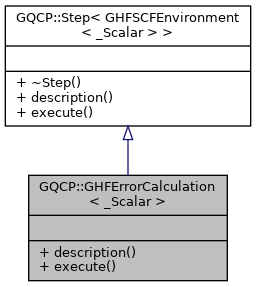 GQCP::Step< GHFSCFEnvironment
< _Scalar > >
+ ~Step()
+ description()
+ execute()
GQCP::GHFErrorCalculation
< _Scalar >
+ description()
+ execute()